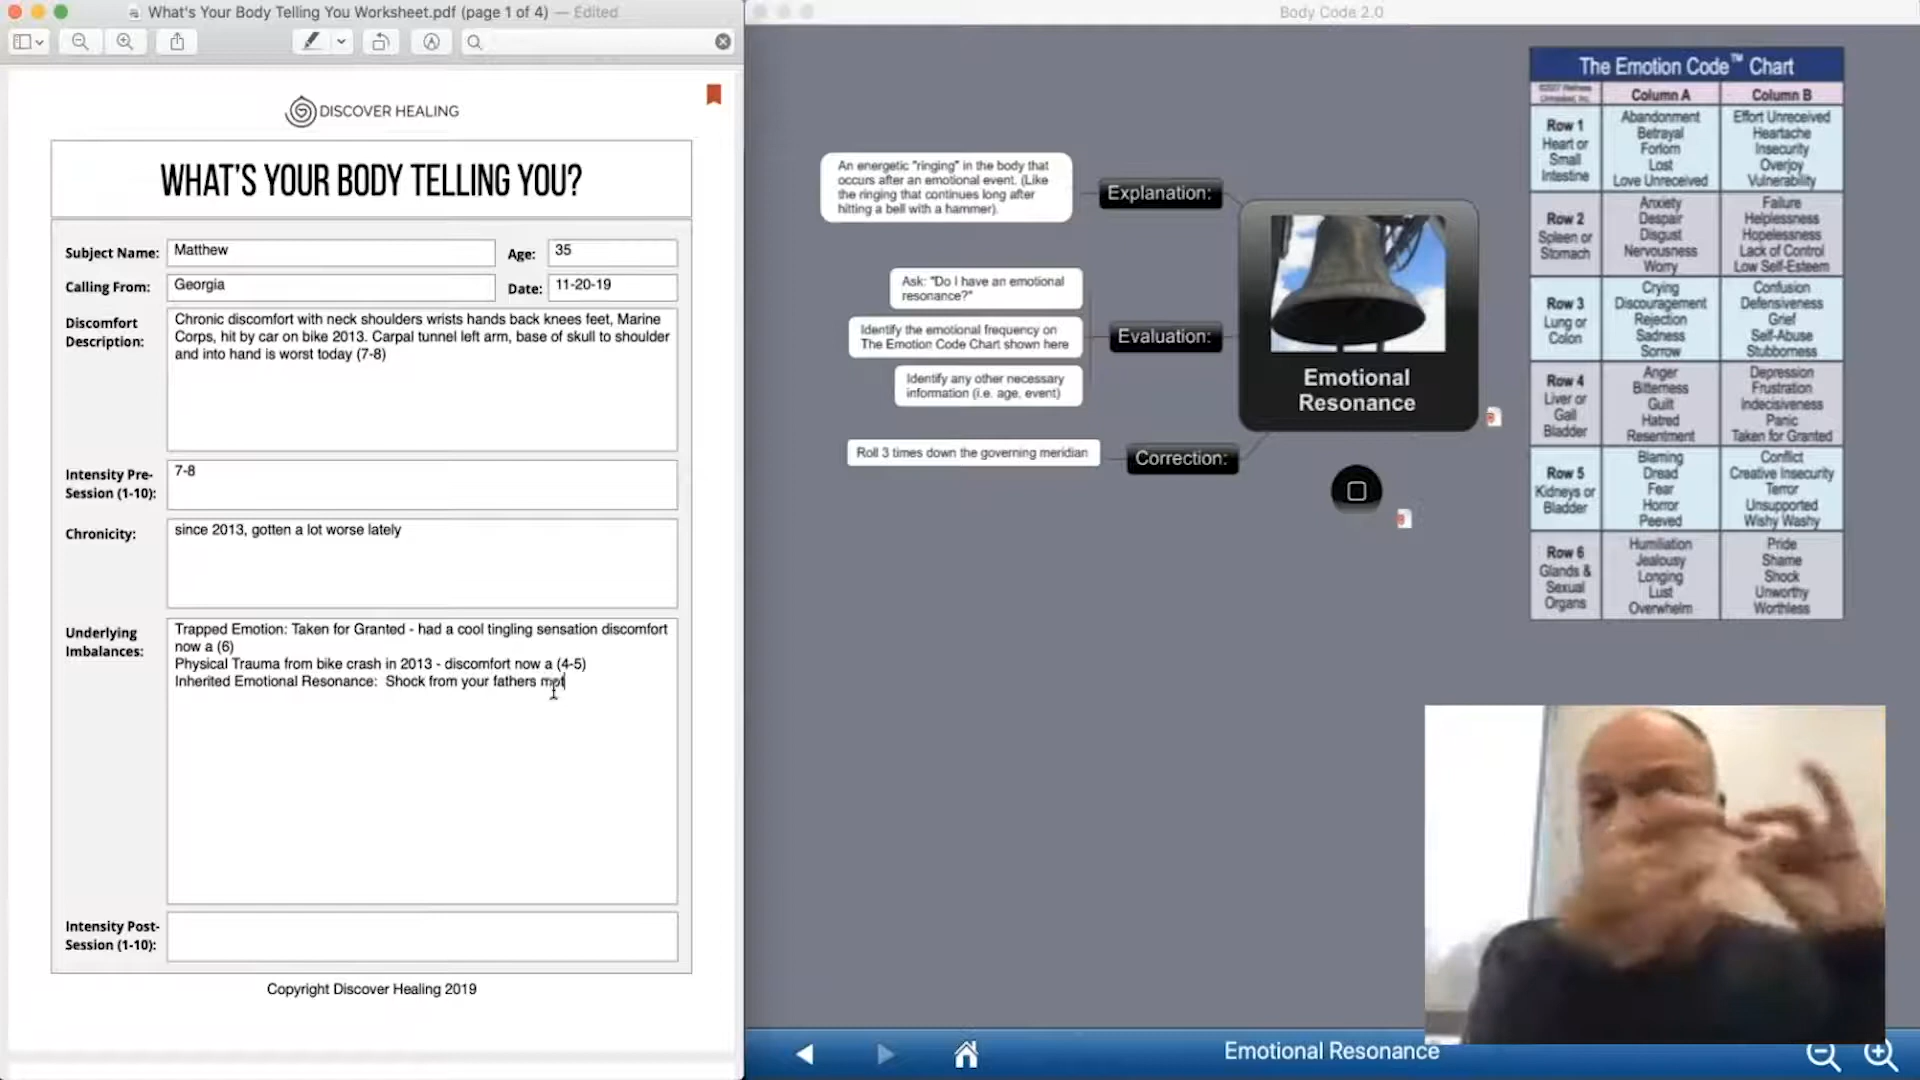 What's Your Body Telling You Worksheet.pdf (page 1 of 4) — Edited
DISCOVER HEALING
WHAT'S YOUR BODY TELLING YOU?
Subject Name:
Matthew
Age:
35
Calling From:
Georgia
Date:
11-20-19
Discomfort
Description:
Chronic discomfort with neck shoulders wrists hands back knees feet, Marine
Corps, hit by car on bike 2013. Carpal tunnel left arm, base of skull to shoulder
and into hand is worst today (7-8)
Intensity Pre-
Session (1-10):
7-8
Chronicity:
since 2013, gotten a lot worse lately
Underlying
Imbalances:
Trapped Emotion: Taken for Granted - had a cool tingling sensation discomfort
now a (6)
Physical Trauma from bike crash in 2013 - discomfort now a (4-5)
Inherited Emotional Resonance: Shock from your fathers mot
Intensity Post-
Session (1-10):
Copyright Discover Healing 2019
Body Code 2.0
An energetic "ringing" in the body that
occurs after an emotional event. (Like
the ringing that continues long after
hitting a bell with a hammer).
Explanation:
Ask: "Do I have an emotional
resonance?"
Identify the emotional frequency on
The Emotion Code Chart shown here
Identify any other necessary
information (i.e. age, event)
Evaluation:
Roll 3 times down the governing meridian
Correction:
Emotional
Resonance
The Emotion Code™ Chart
Column A
Column B
Row 1
Heart or
Small
Intestine
Abandonment
Betrayal
Forlorn
Lost
Love Unreceived
Effort Unreceived
Heartache
Insecurity
Overjoy
Vulnerability
Row 2
Spleen or
Stomach
Anxiety
Despair
Disgust
Nervousness
Worry
Failure
Helplessness
Hopelessness
Lack of Control
Low Self-Esteem
Row 3
Lung or
Colon
Crying
Discouragement
Rejection
Sadness
Sorrow
Confusion
Defensiveness
Grief
Self-Abuse
Stubborness
Row 4
Liver or
Gall
Bladder
Anger
Bitterness
Guilt
Hatred
Resentment
Depression
Frustration
Indecisiveness
Panic
Taken for Granted
Row 5
Kidneys or
Bladder
Blaming
Dread
Fear
Horror
Peeved
Conflict
Creative Insecurity
Terror
Unsupported
Wishy Washy
Row 6
Glands &
Sexual
Organs
Humiliation
Jealousy
Longing
Lust
Overwhelm
Pride
Shame
Shock
Unworthy
Worthless
Emotional Resonance